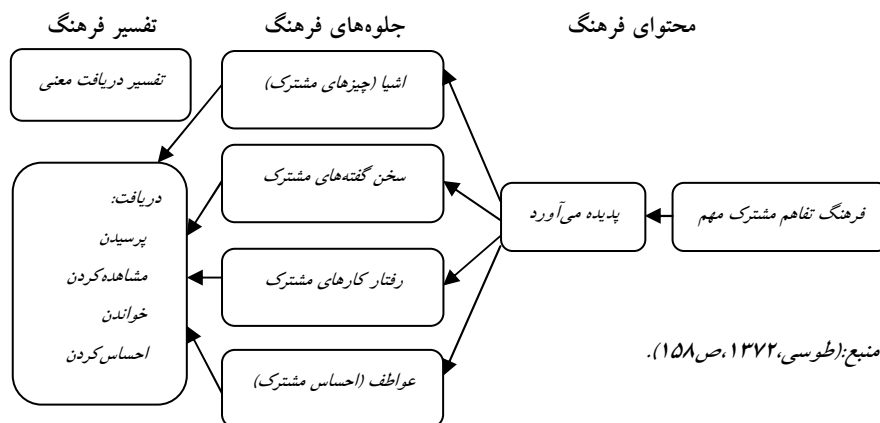 محتوای فرهنگ
جلوه‌های فرهنگ
تفسیر فرهنگ
فرهنگ تفاهم مشترک مهم
پدیده می‌آورد
اشیا (چیزهای مشترک)
سخن گفته‌های مشترک
رفتار کارهای مشترک
عواطف (احساس مشترک)
تفسیر دریافت معنی
دریافت:
پرسیدن
مشاهده‌کردن
خواندن
احساس‌کردن
منبع:(طوسی،۱۳۷۲،ص۱۵۸).